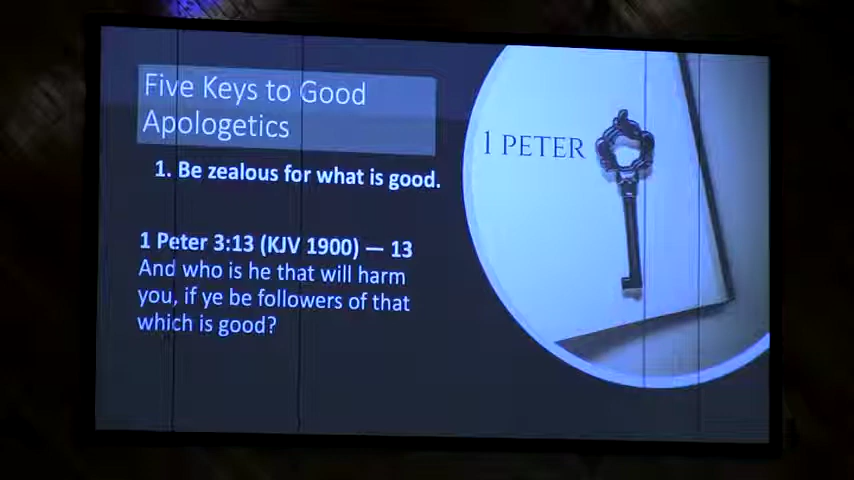 Five Keys to Good
Apologetics
1. Be zealous for what is good.
1 Peter 3:13 (KJV 1900) — 13
And who is he that will harm
you, if ye be followers of that
which is good?
1 PETER